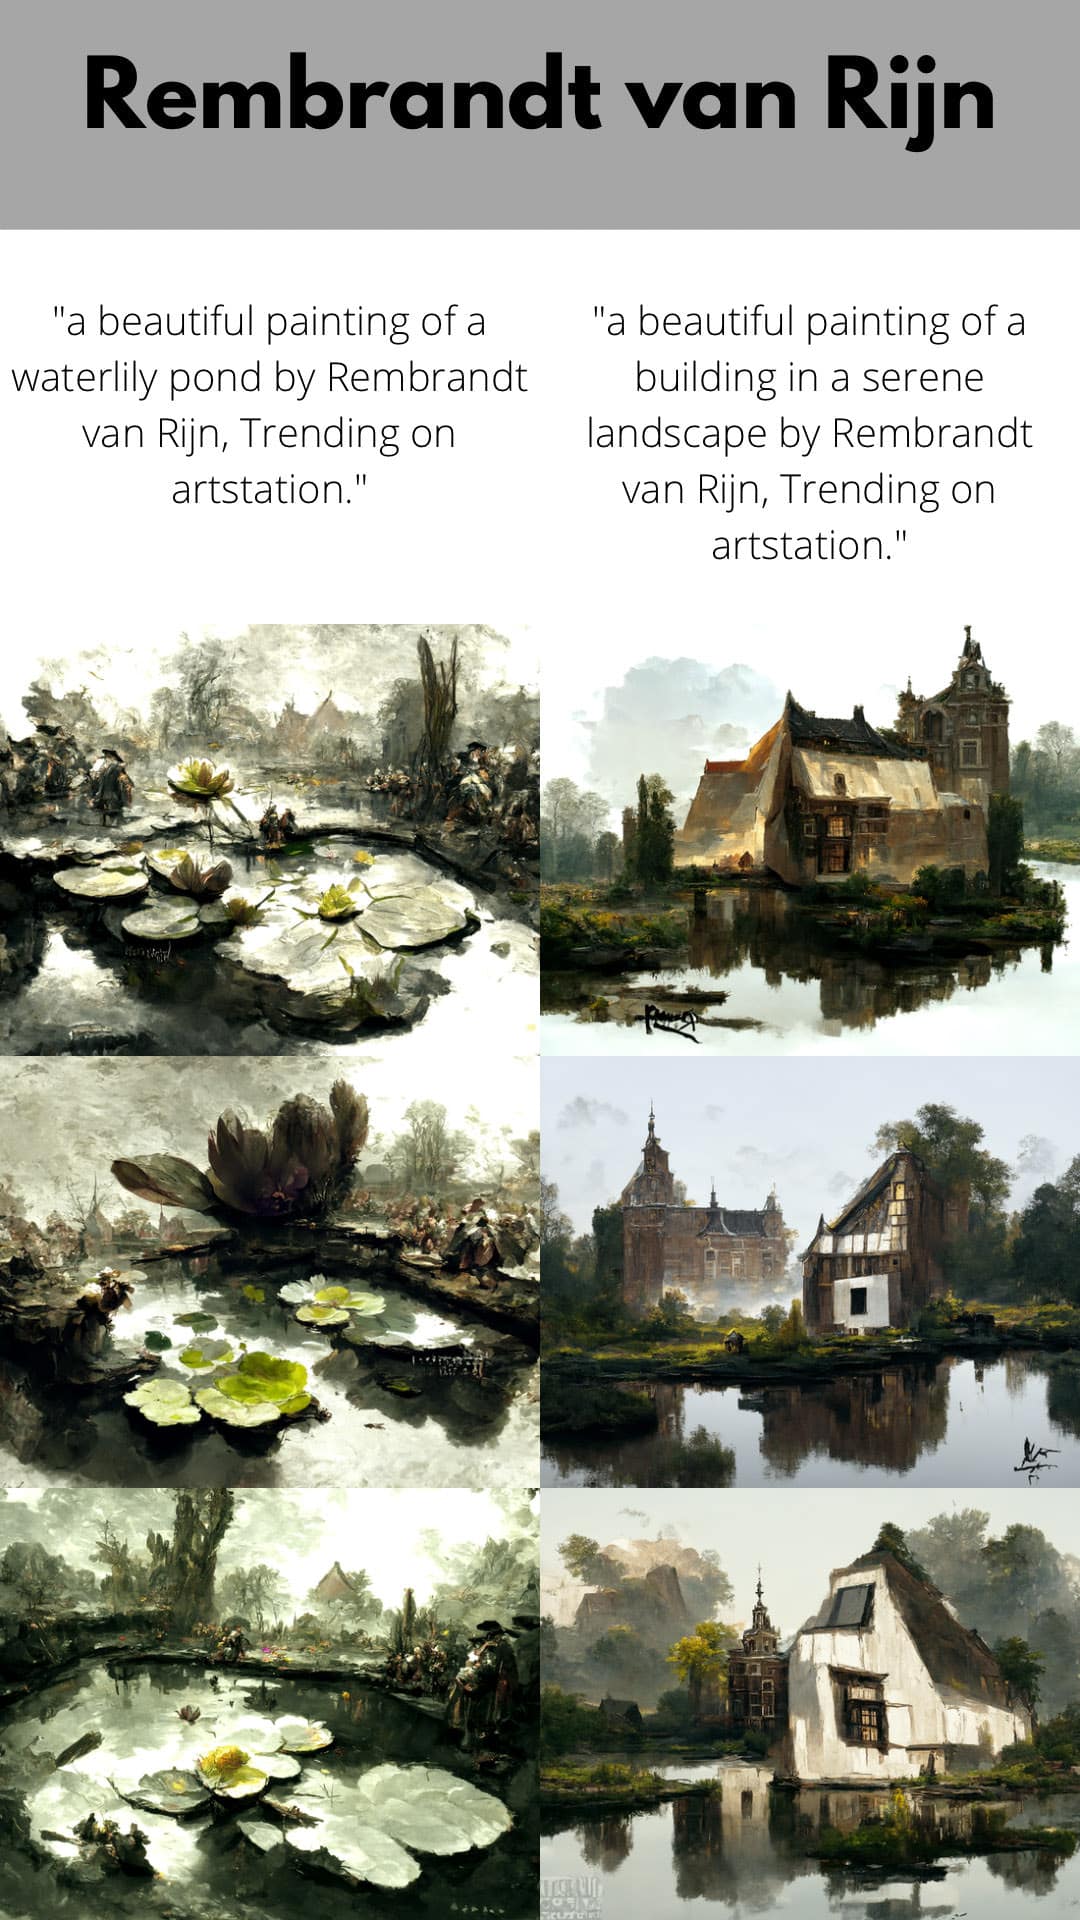 Rembrandt van Rijn
"a beautiful painting of a
waterlily pond by Rembrandt
van Rijn, Trending on
artstation."
"a beautiful painting of a
building in a serene
landscape by Rembrandt
van Rijn, Trending on
artstation."